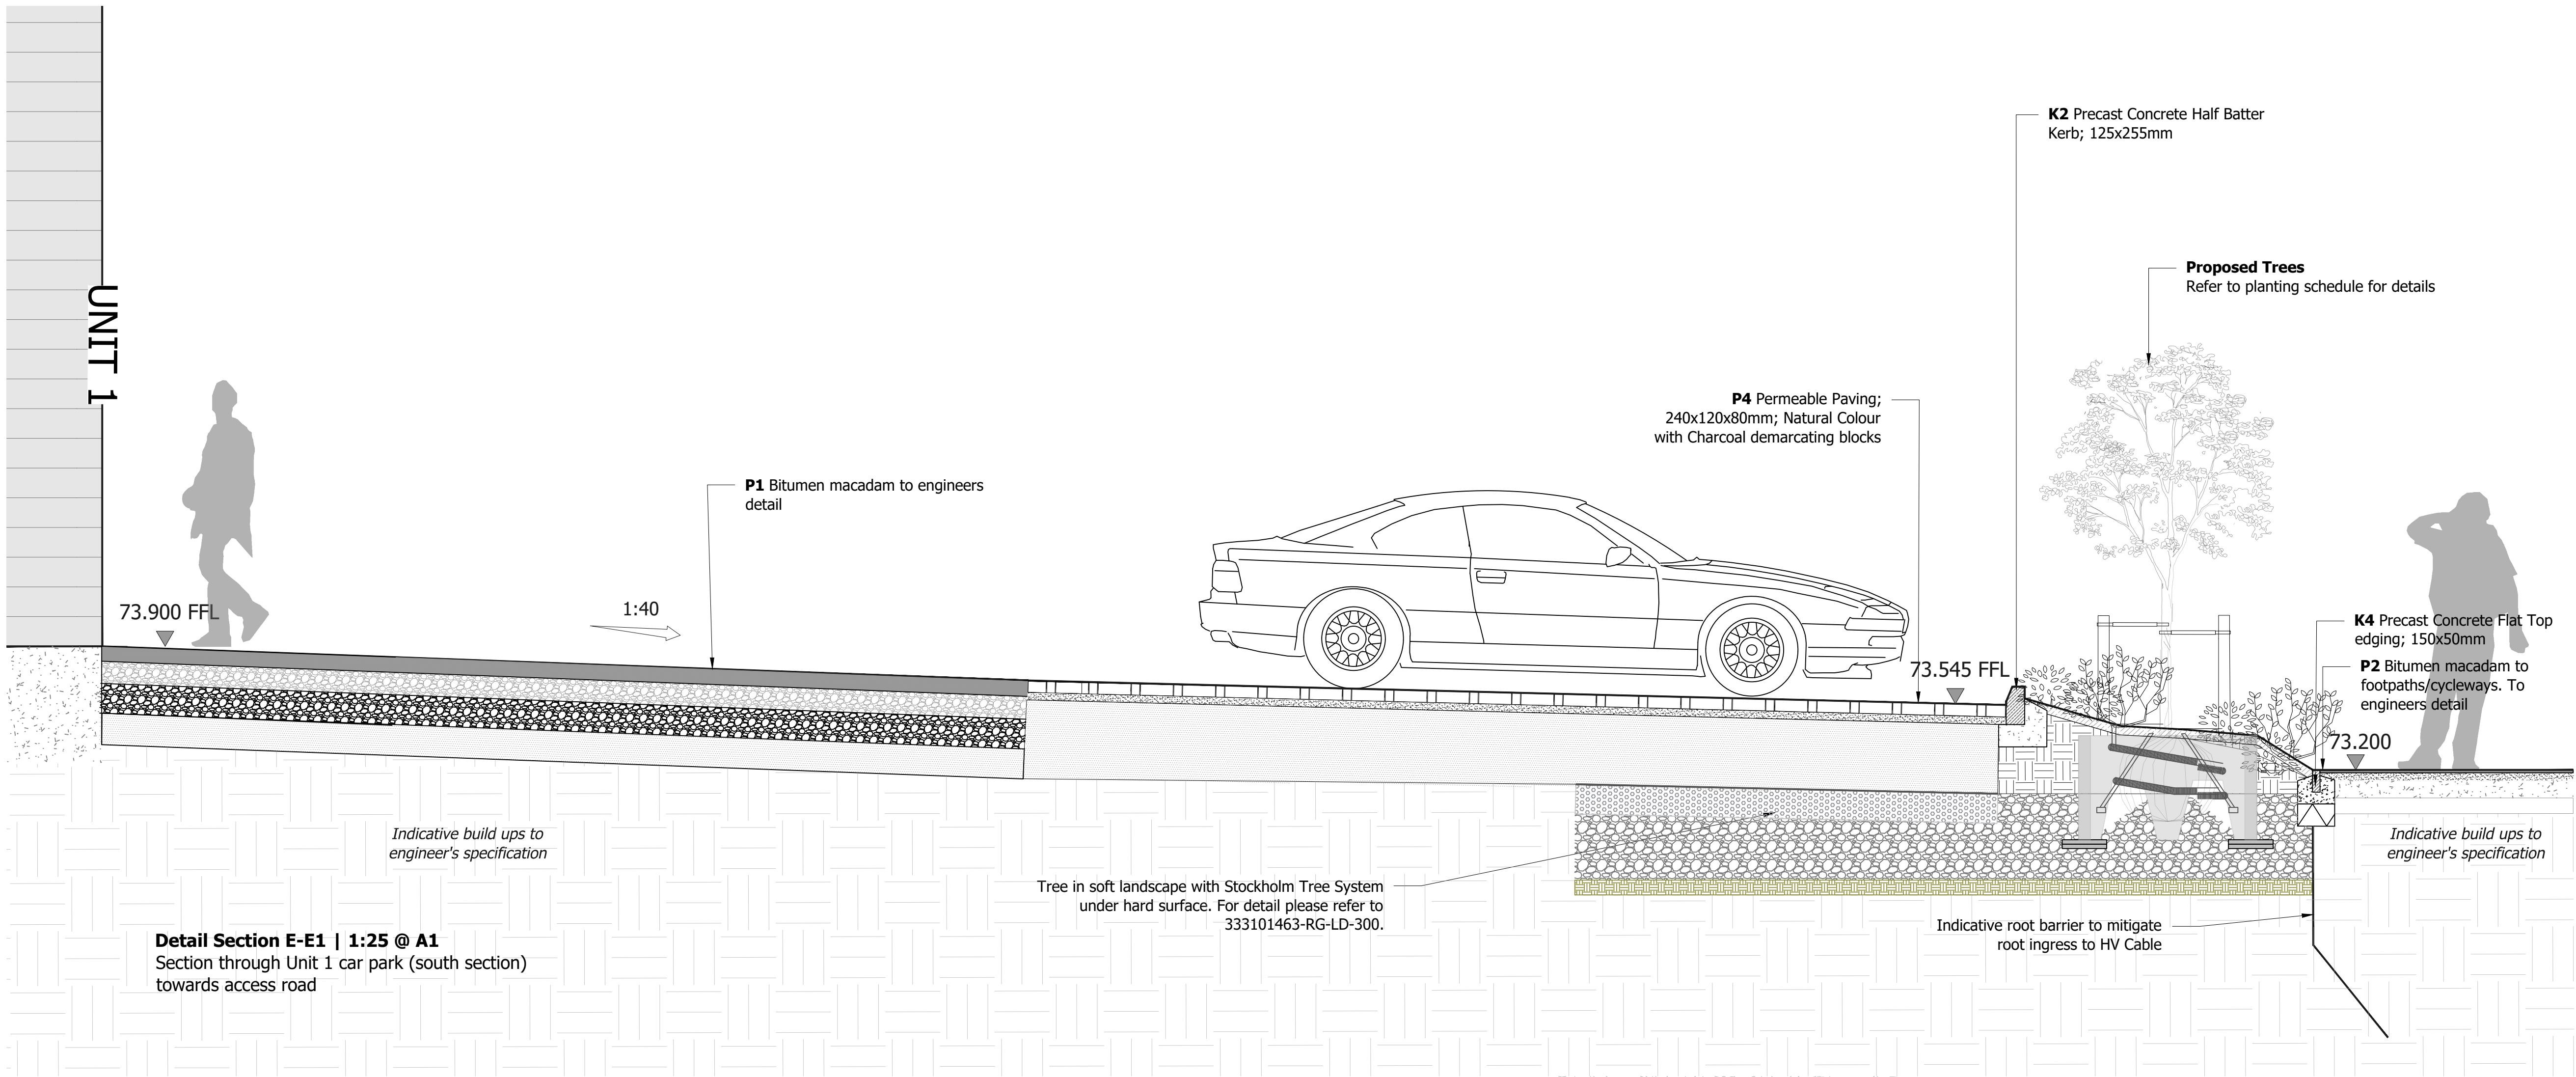 K2 Precast Concrete Half Batter
Kerb; 125x255mm
Proposed Trees
Refer to planting schedule for details
UNIT 1
P4 Permeable Paving;
240x120x80mm; Natural Colour
with Charcoal demarcating blocks
P1 Bitumen macadam to engineers
detail
73.900 FFL
1:40
73.545 FFL
K4 Precast Concrete Flat Top
edging; 150x50mm
P2 Bitumen macadam to
footpaths/cycleways. To
engineers detail
73.200
Indicative build ups to
engineer's specification
Indicative build ups to
engineer's specification
Tree in soft landscape with Stockholm Tree System
under hard surface. For detail please refer to
333101463-RG-LD-300.
Indicative root barrier to mitigate
root ingress to HV Cable
Detail Section E-E1 | 1:25 @ A1
Section through Unit 1 car park (south section)
towards access road